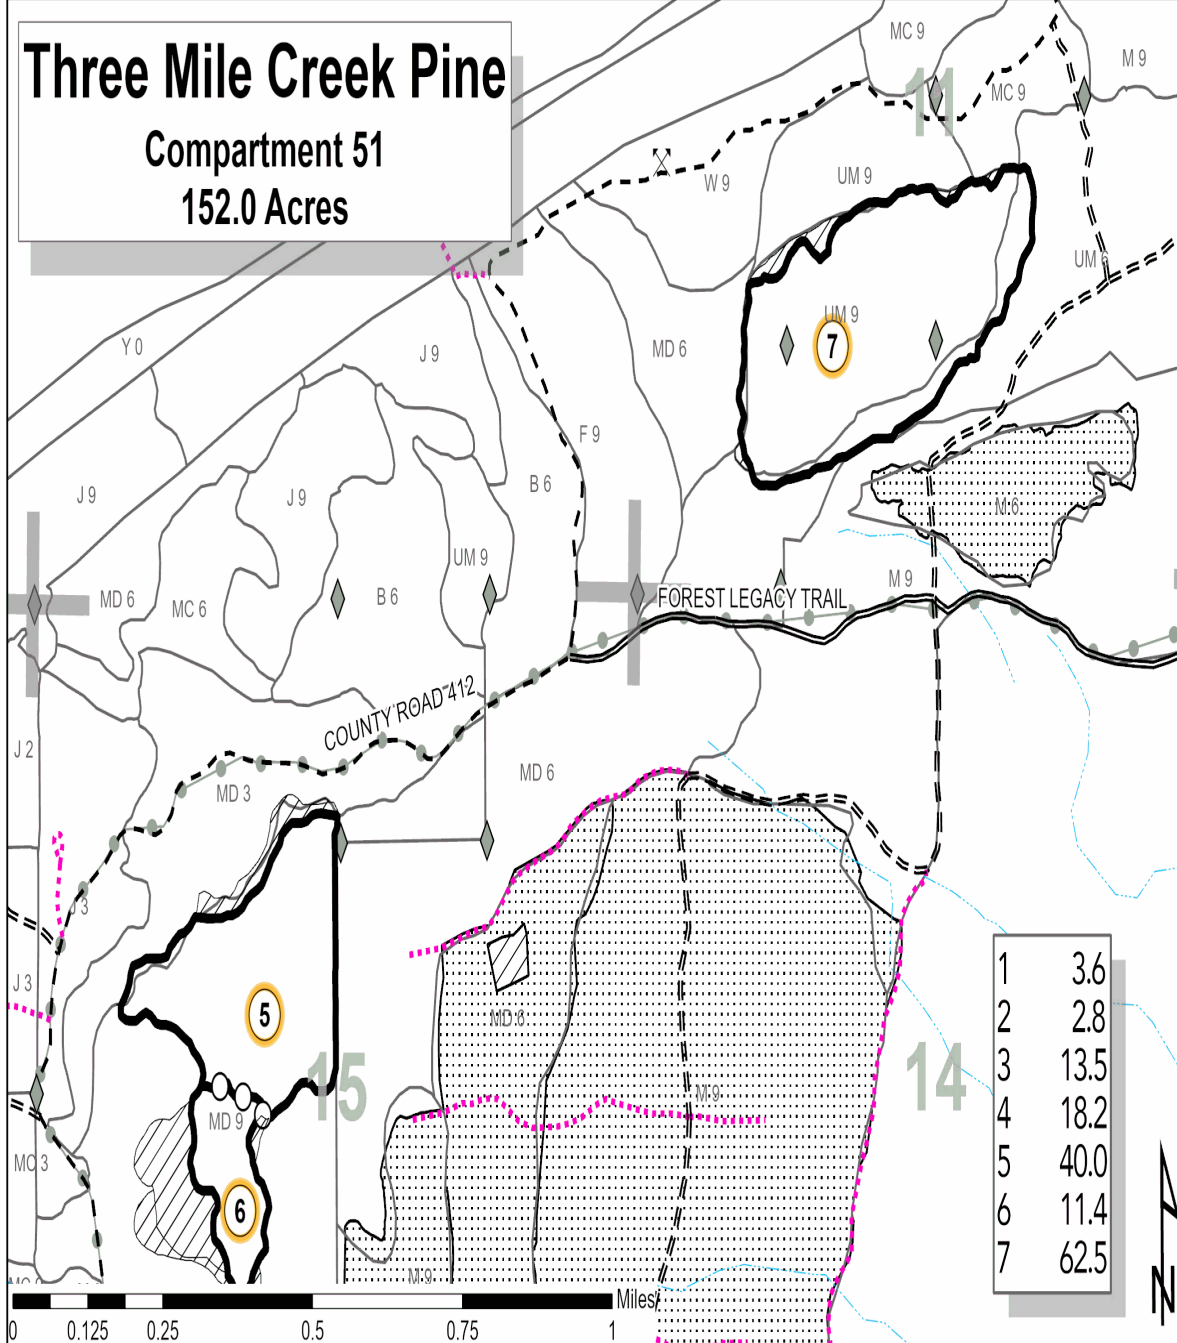 Three Mile Creek Pine
Compartment 51
152.0 Acres
MC 9
M 9
11
MC 9
W 9
UM 9
UM 6
Y 0
J 9
MD 6
UM 9
7
F 9
B 6
J 9
J 9
M 6
UM 9
MD 6
MC 6
B 6
M 9
FOREST LEGACY TRAIL
COUNTY ROAD 412
J 2
MD 3
MD 6
J 3
J 3
5
MD 6
15
14
M 9
MD 9
MC 3
6
M 9
1 3.6
2 2.8
3 13.5
4 18.2
5 40.0
6 11.4
7 62.5
N
Miles
0 0.125 0.25 0.5 0.75 1